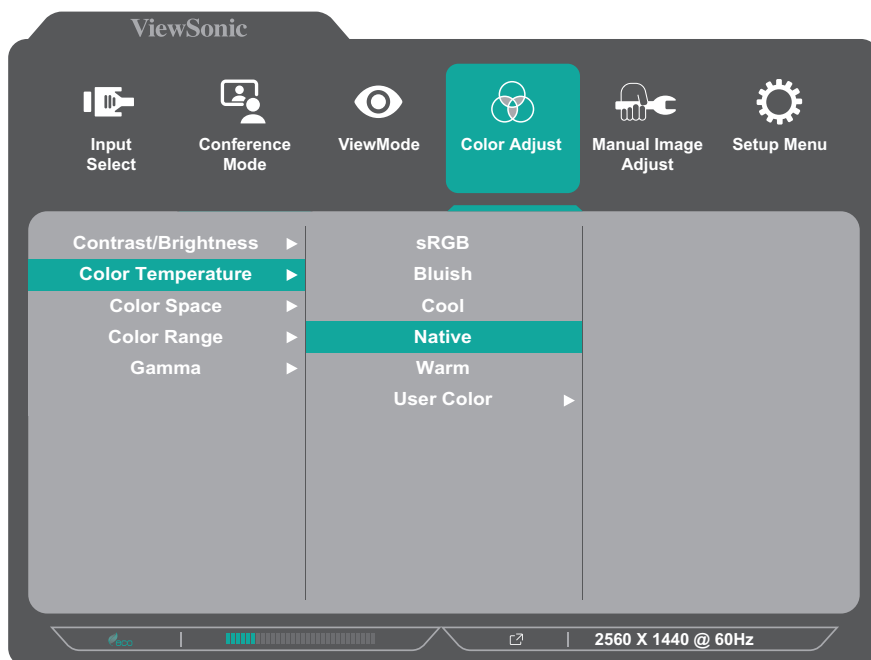 ViewSonic
Input
Select
Conference
Mode
ViewMode
Color Adjust
Manual Image
Adjust
Setup Menu
Contrast/Brightness
Color Temperature
Color Space
Color Range
Gamma
sRGB
Bluish
Cool
Native
Warm
User Color
eco
2560 X 1440 @ 60Hz